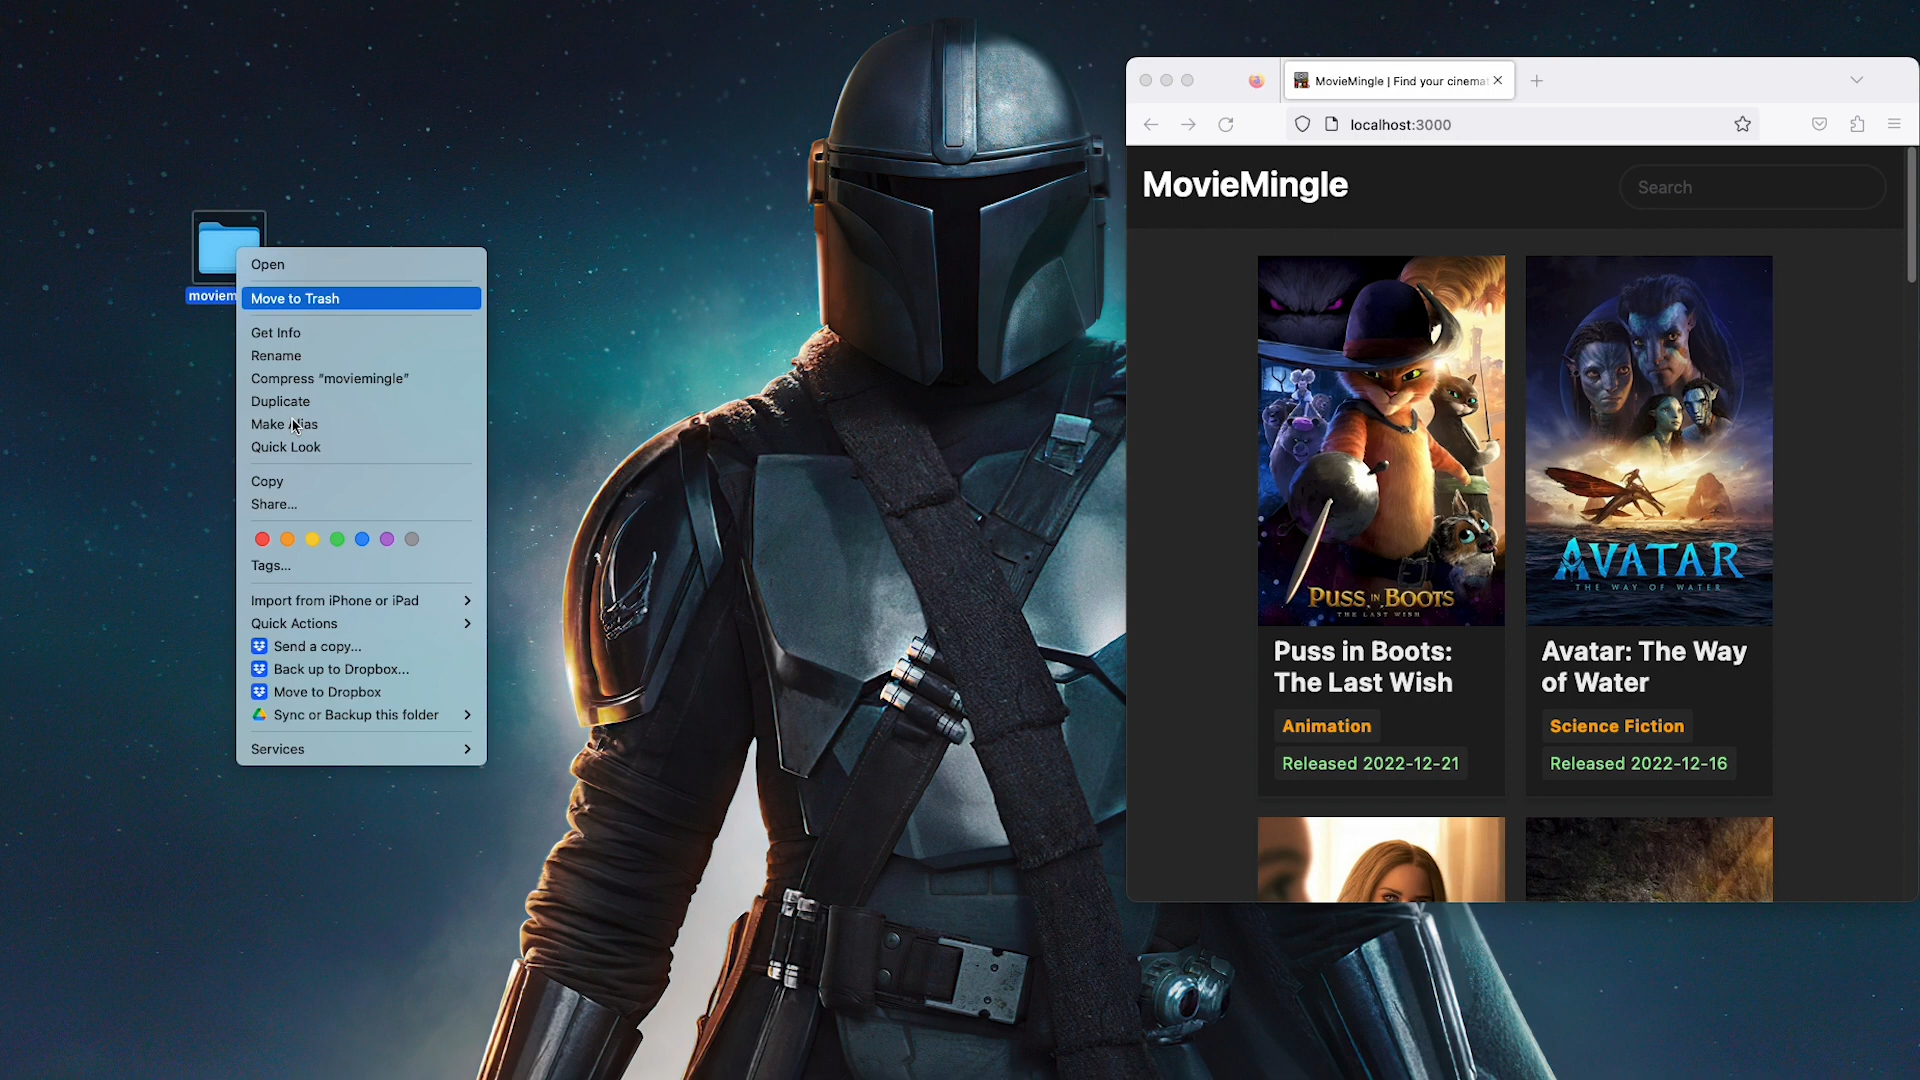 moviem
Open
Move to Trash
Get Info
Rename
Compress "moviemingle"
Duplicate
Make Alias
Quick Look
Copy
Share...
Tags...
Import from iPhone or iPad
Quick Actions
Send a copy...
Back up to Dropbox...
Move to Dropbox
Sync or Backup this folder
Services
MovieMingle | Find your cinema
localhost:3000
MovieMingle
Search
PUSS IN BOOTS
THE LAST WISH
Puss in Boots:
The Last Wish
Animation
Released 2022-12-21
AVATAR
THE WAY OF WATER
Avatar: The Way
of Water
Science Fiction
Released 2022-12-16